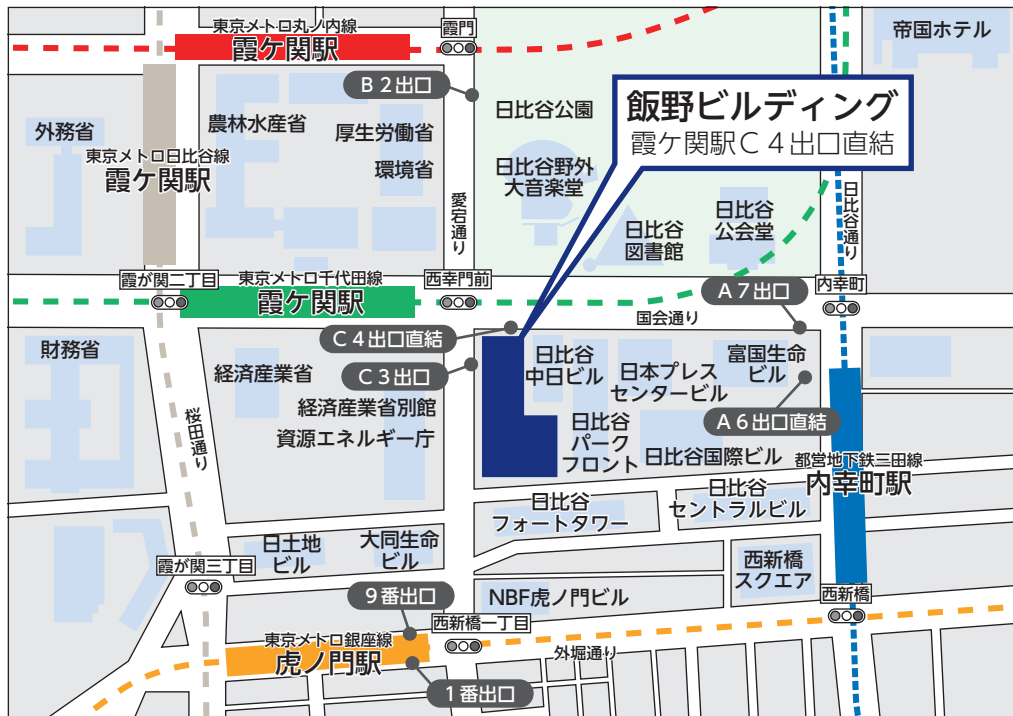 東京メトロ丸ノ内線
霞ケ関駅
霞門
帝国ホテル
B2出口
日比谷公園
飯野ビルディング
霞ケ関駅C4出口直結
外務省
農林水産省
厚生労働省
環境省
東京メトロ日比谷線
霞ケ関駅
日比谷野外
大音楽堂
愛宕通り
日比谷
図書館
日比谷
公会堂
日比谷通り
霞が関二丁目
東京メトロ千代田線
霞ケ関駅
西幸門前
A7出口
内幸町
国会通り
C4出口直結
財務省
経済産業省
C3出口
日比谷
中日ビル
日本プレス
センタービル
富国生命
ビル
経済産業省別館
資源エネルギー庁
桜田通り
日比谷
パーク
フロント
A6出口直結
日比谷国際ビル
都営地下鉄三田線
内幸町駅
日比谷
フォートタワー
日比谷
セントラルビル
霞が関三丁目
日土地
ビル
大同生命
ビル
西新橋
スクエア
9番出口
NBF虎ノ門ビル
西新橋
西新橋一丁目
東京メトロ銀座線
虎ノ門駅
外堀通り
1番出口